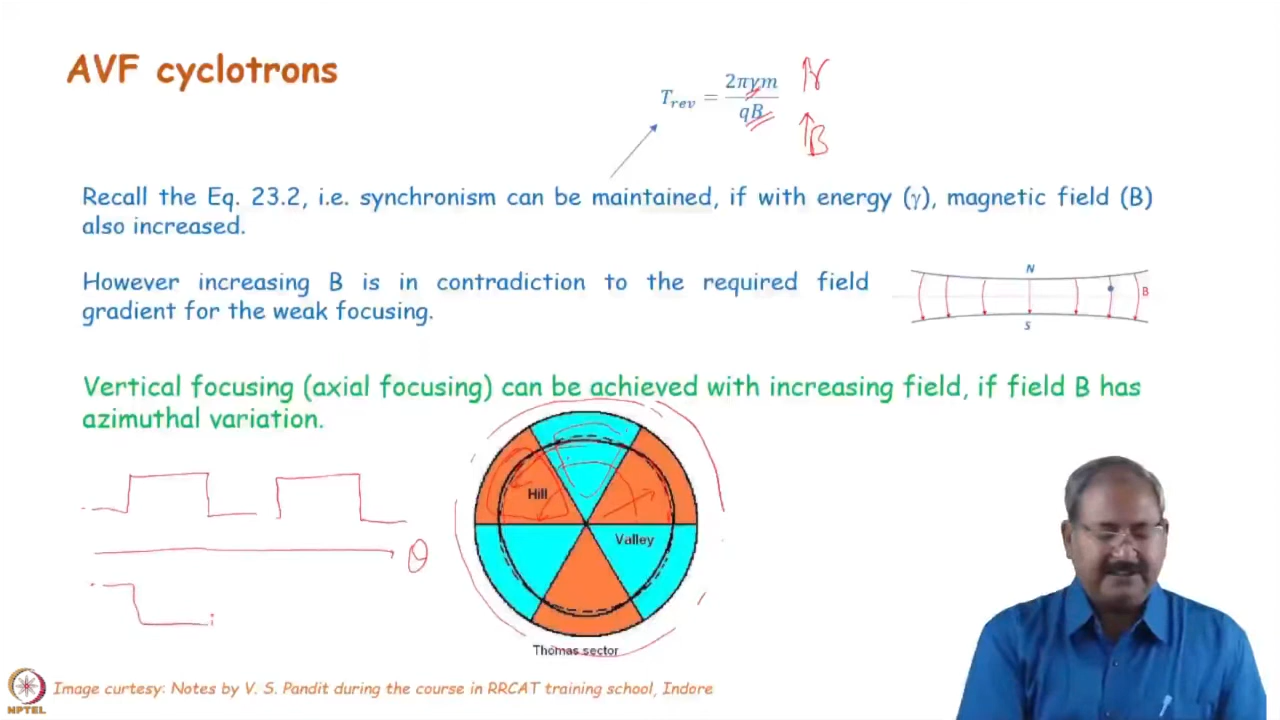 AVF cyclotrons
T_rev = 2πγm / qB
↑γ
↑B
Recall the Eq. 23.2, i.e. synchronism can be maintained, if with energy (γ), magnetic field (B)
also increased.
However increasing B is in contradiction to the required field
gradient for the weak focusing.
N
B
S
Vertical focusing (axial focusing) can be achieved with increasing field, if field B has
azimuthal variation.
Hill
Valley
θ
Thomas sector
Image curtesy: Notes by V. S. Pandit during the course in RRCAT training school, Indore
NPTEL